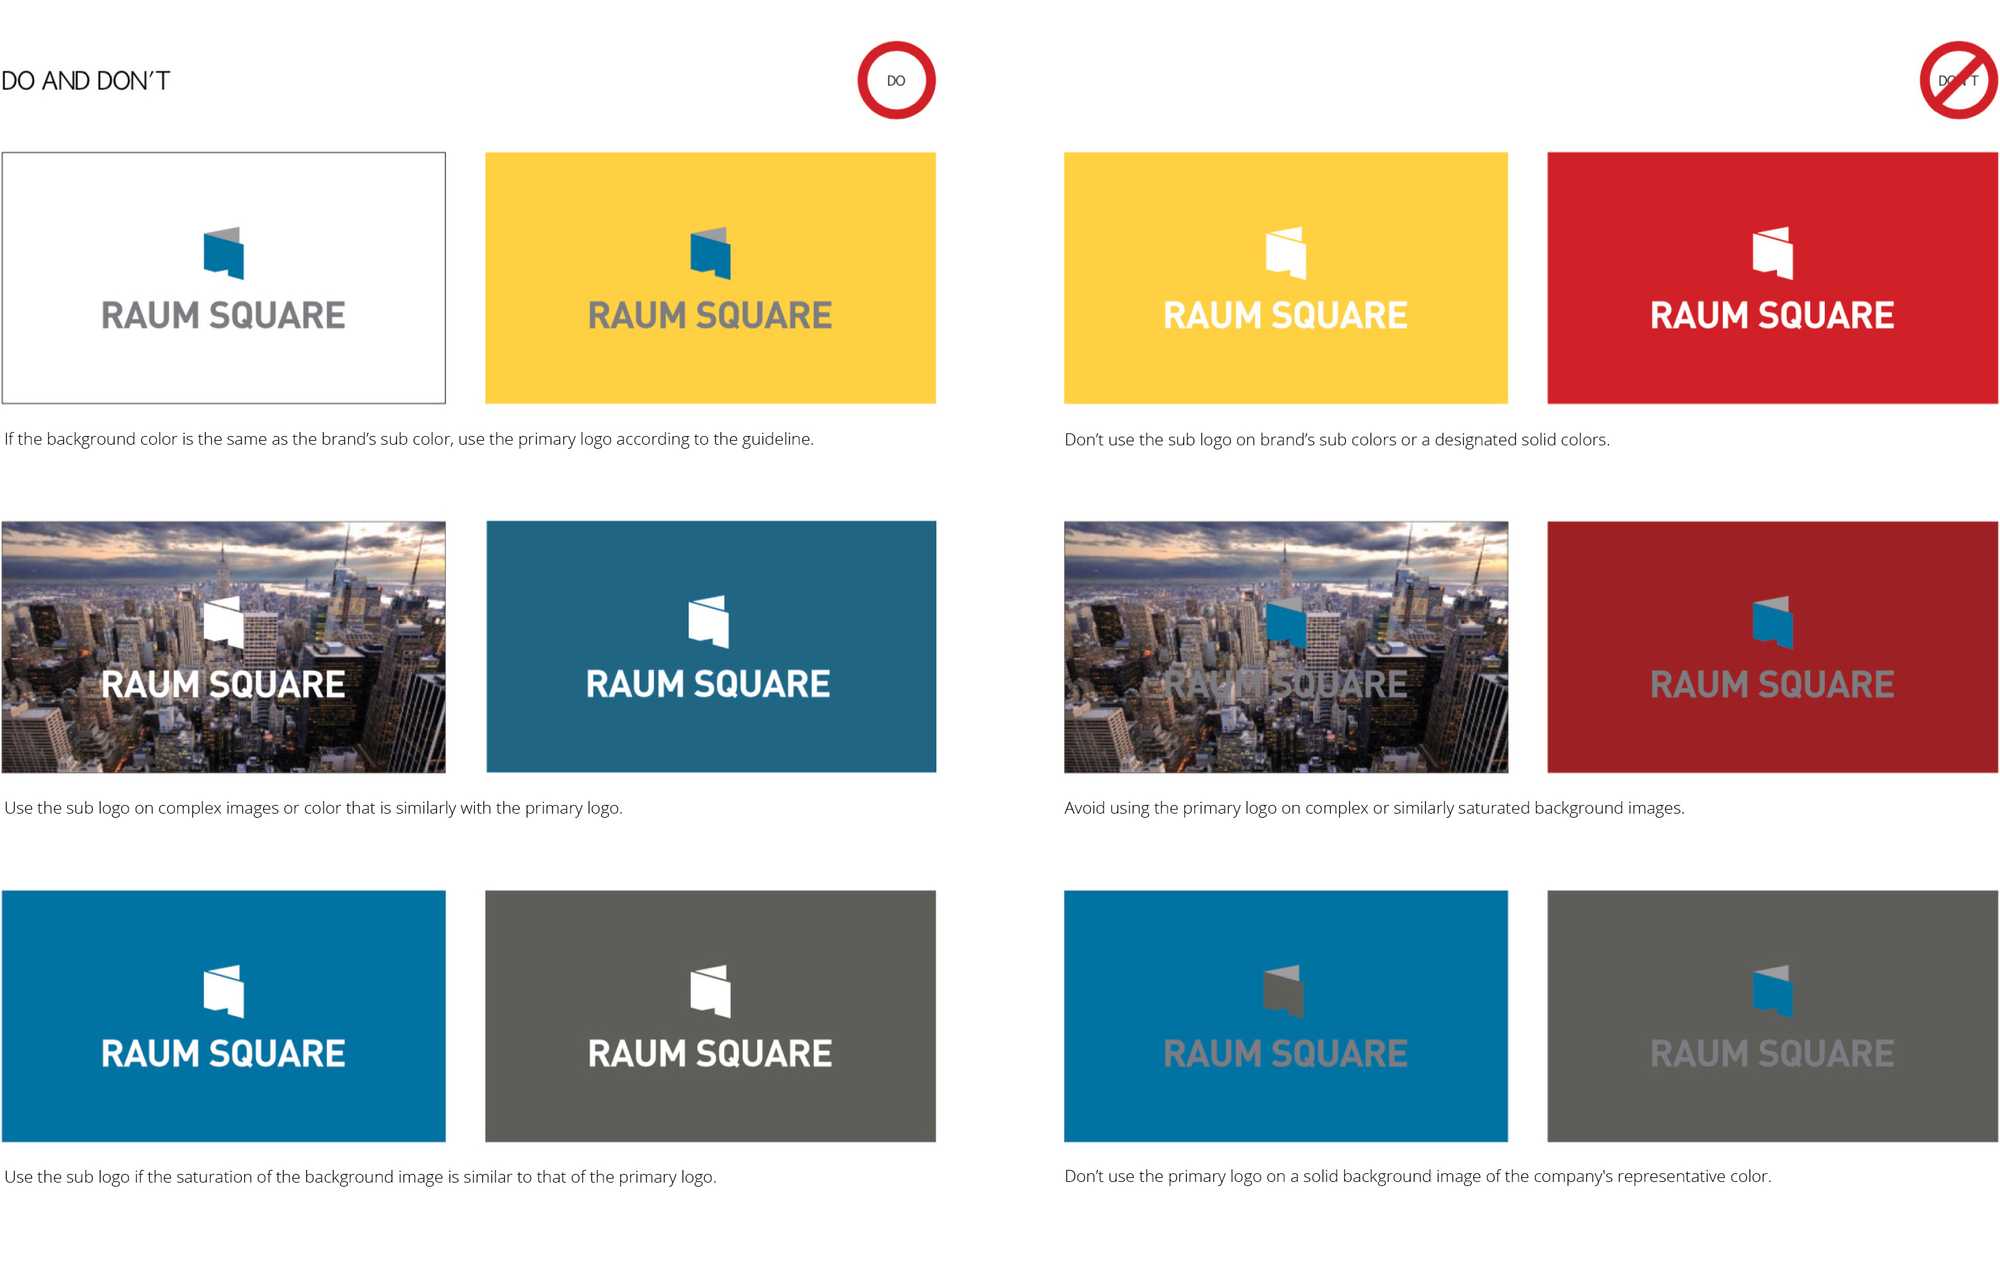 DO AND DON'T
DO
DON'T
RAUM SQUARE
RAUM SQUARE
RAUM SQUARE
RAUM SQUARE
If the background color is the same as the brand’s sub color, use the primary logo according to the guideline.
Don’t use the sub logo on brand’s sub colors or a designated solid colors.
RAUM SQUARE
RAUM SQUARE
RAUM SQUARE
RAUM SQUARE
Use the sub logo on complex images or color that is similarly with the primary logo.
Avoid using the primary logo on complex or similarly saturated background images.
RAUM SQUARE
RAUM SQUARE
RAUM SQUARE
RAUM SQUARE
Use the sub logo if the saturation of the background image is similar to that of the primary logo.
Don’t use the primary logo on a solid background image of the company's representative color.